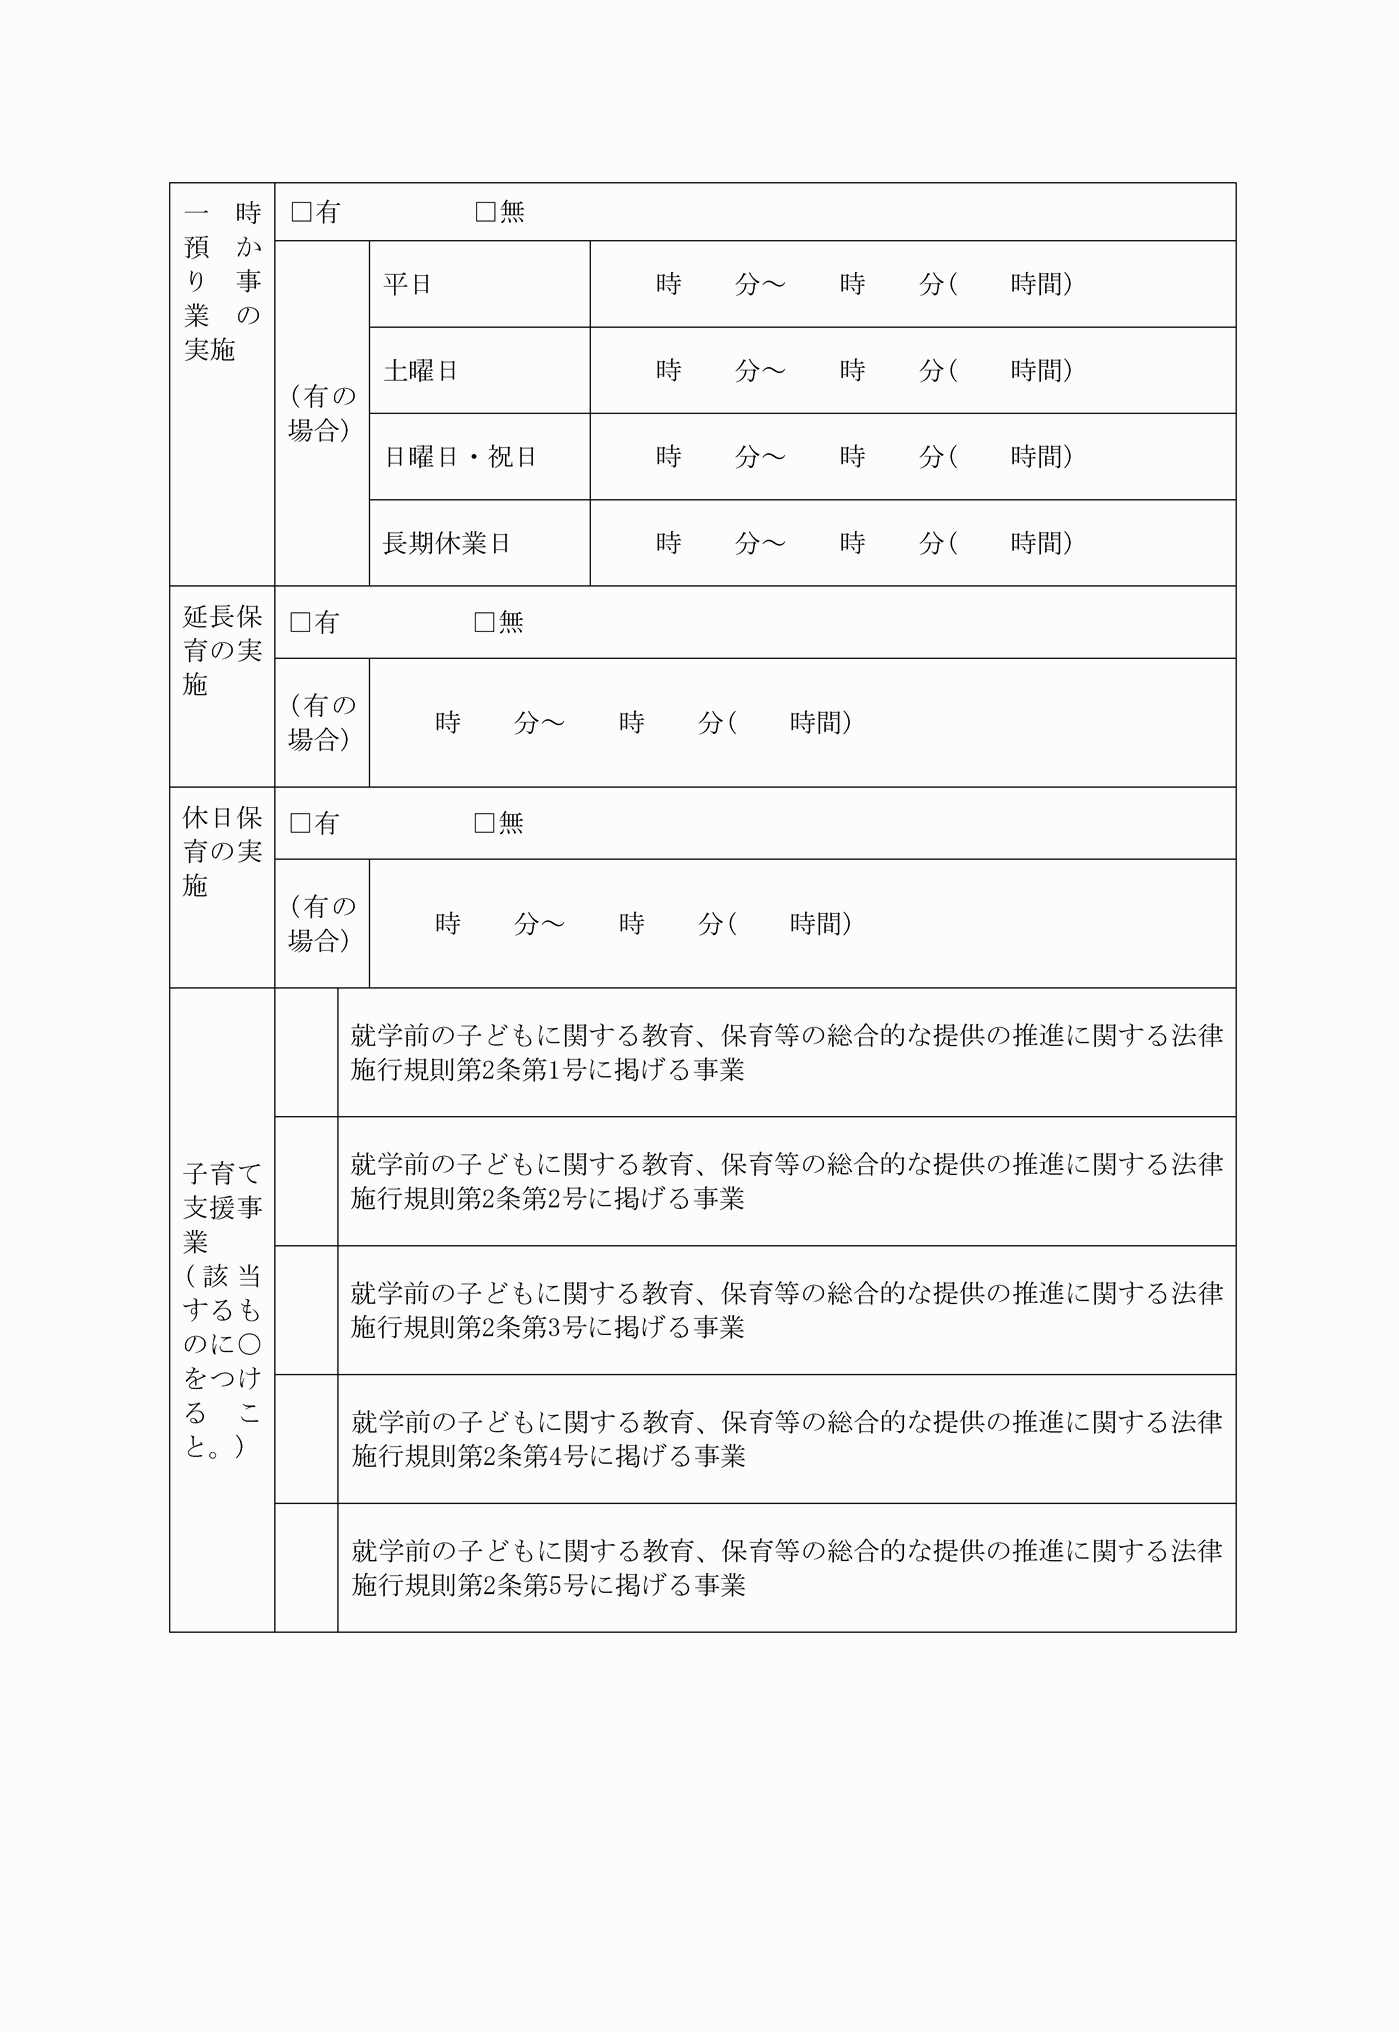 一時
預か
り事
業の
実施
□有 □無
(有の
場合)
平日
時 分～ 時 分( 時間)
土曜日
時 分～ 時 分( 時間)
日曜日・祝日
時 分～ 時 分( 時間)
長期休業日
時 分～ 時 分( 時間)
延長保
育の実
施
□有 □無
(有の
場合)
時 分～ 時 分( 時間)
休日保
育の実
施
□有 □無
(有の
場合)
時 分～ 時 分( 時間)
子育て
支援事
業
(該当
するも
のに〇
をつけ
るこ
と。)
就学前の子どもに関する教育、保育等の総合的な提供の推進に関する法律
施行規則第2条第1号に掲げる事業
就学前の子どもに関する教育、保育等の総合的な提供の推進に関する法律
施行規則第2条第2号に掲げる事業
就学前の子どもに関する教育、保育等の総合的な提供の推進に関する法律
施行規則第2条第3号に掲げる事業
就学前の子どもに関する教育、保育等の総合的な提供の推進に関する法律
施行規則第2条第4号に掲げる事業
就学前の子どもに関する教育、保育等の総合的な提供の推進に関する法律
施行規則第2条第5号に掲げる事業